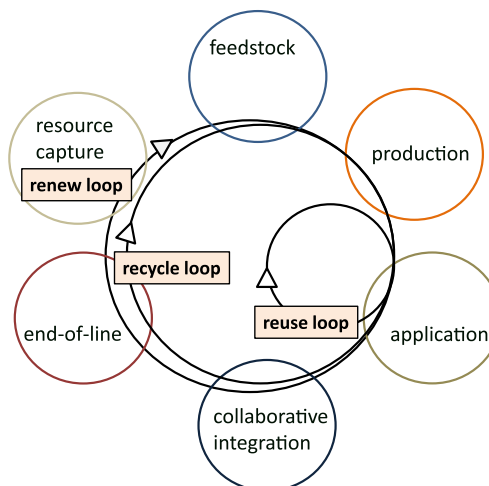 feedstock
resource
capture
production
renew loop
recycle loop
reuse loop
end-of-line
application
collaborative
integration